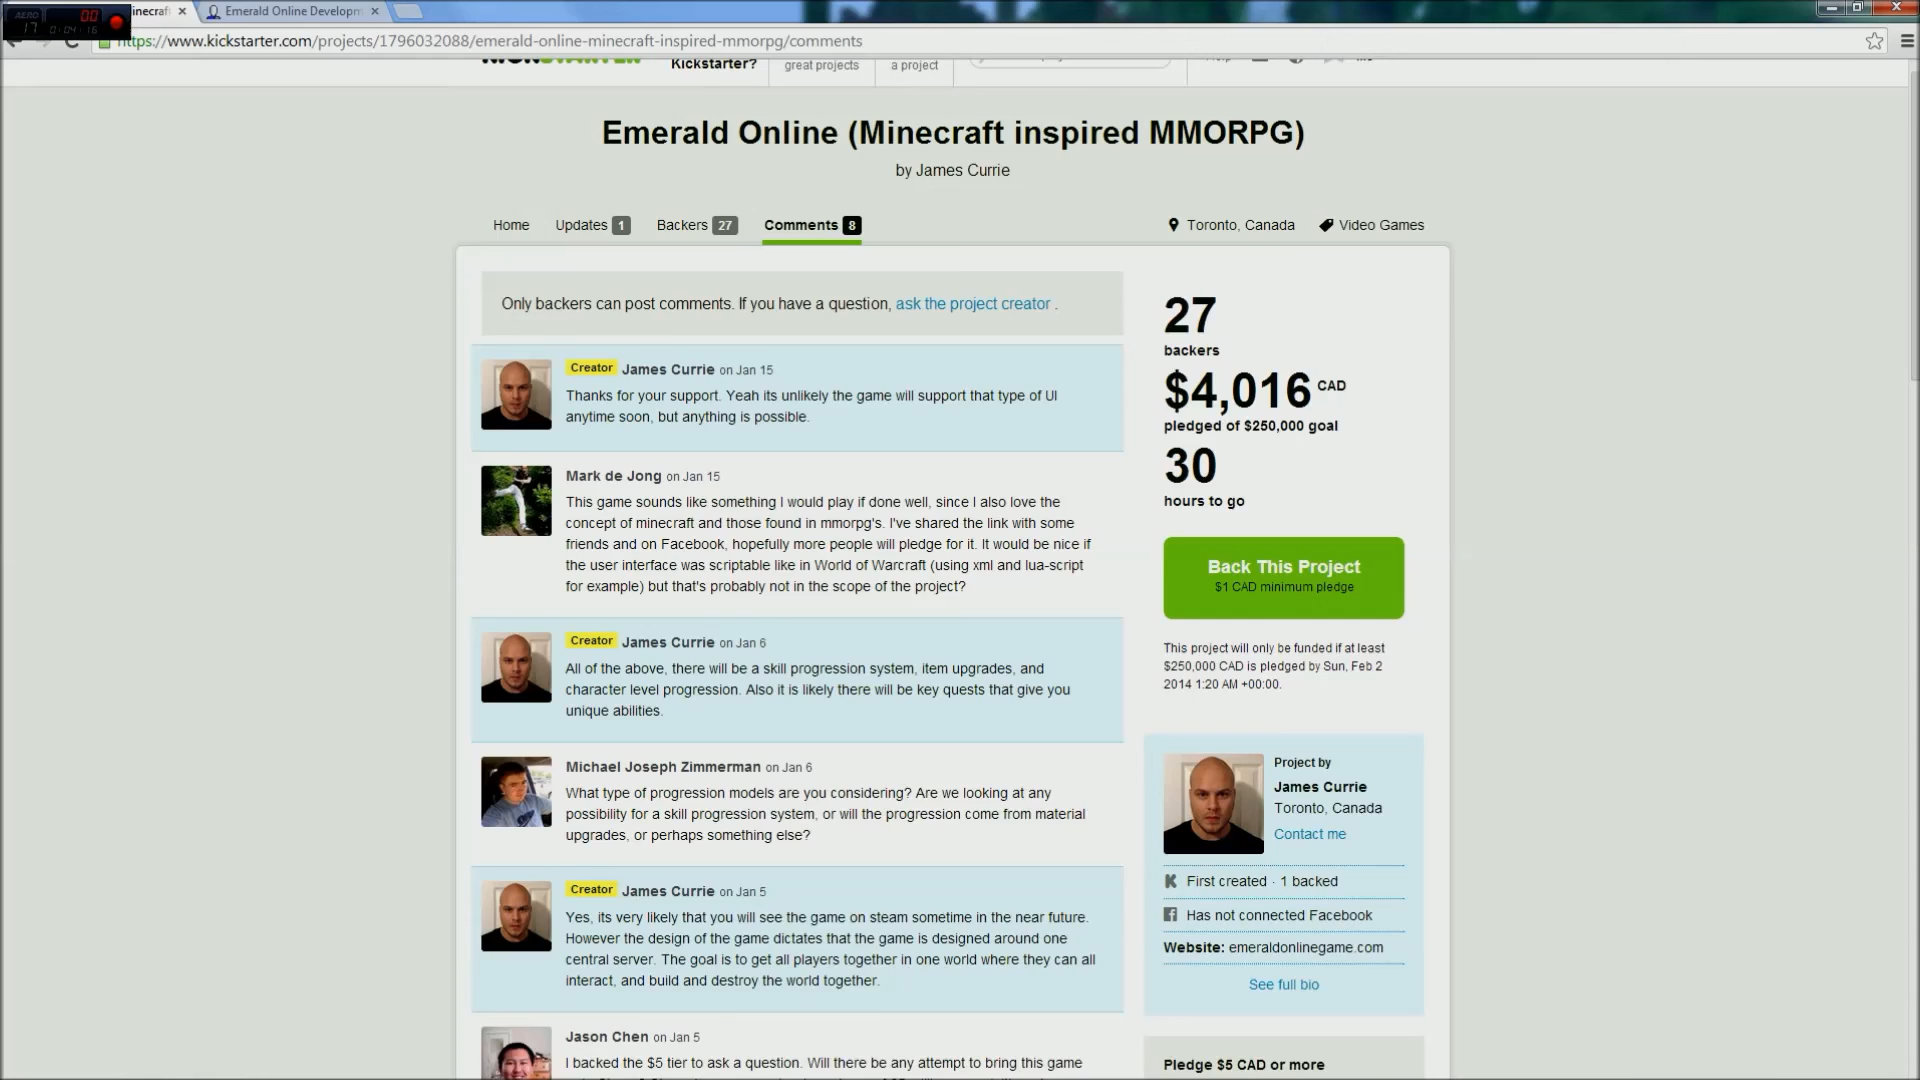 AERO
17
00
0:04:16
inecraft
Emerald Online Developm
https://www.kickstarter.com/projects/1796032088/emerald-online-minecraft-inspired-mmorpg/comments
KICKSTARTER
Kickstarter?
great projects
a project
Help
Me
Emerald Online (Minecraft inspired MMORPG)
by James Currie
Home Updates 1 Backers 27 Comments 8
Toronto, Canada Video Games
Only backers can post comments. If you have a question, ask the project creator .
Creator James Currie on Jan 15
Thanks for your support. Yeah its unlikely the game will support that type of UI
anytime soon, but anything is possible.
Mark de Jong on Jan 15
This game sounds like something I would play if done well, since I also love the
concept of minecraft and those found in mmorpg's. I've shared the link with some
friends and on Facebook, hopefully more people will pledge for it. It would be nice if
the user interface was scriptable like in World of Warcraft (using xml and lua-script
for example) but that's probably not in the scope of the project?
Creator James Currie on Jan 6
All of the above, there will be a skill progression system, item upgrades, and
character level progression. Also it is likely there will be key quests that give you
unique abilities.
Michael Joseph Zimmerman on Jan 6
What type of progression models are you considering? Are we looking at any
possibility for a skill progression system, or will the progression come from material
upgrades, or perhaps something else?
Creator James Currie on Jan 5
Yes, its very likely that you will see the game on steam sometime in the near future.
However the design of the game dictates that the game is designed around one
central server. The goal is to get all players together in one world where they can all
interact, and build and destroy the world together.
Jason Chen on Jan 5
I backed the $5 tier to ask a question. Will there be any attempt to bring this game
27
backers
$4,016 CAD
pledged of $250,000 goal
30
hours to go
Back This Project
$1 CAD minimum pledge
This project will only be funded if at least
$250,000 CAD is pledged by Sun, Feb 2
2014 1:20 AM +00:00.
Project by
James Currie
Toronto, Canada
Contact me
First created · 1 backed
Has not connected Facebook
Website: emeraldonlinegame.com
See full bio
Pledge $5 CAD or more